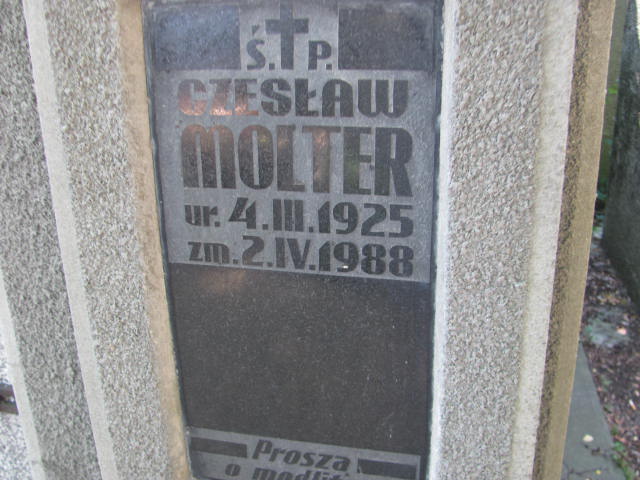 Ś. P.
CZESŁAW
MOLTER
ur. 4.III.1925
zm. 2.IV.1988
Proszą
o